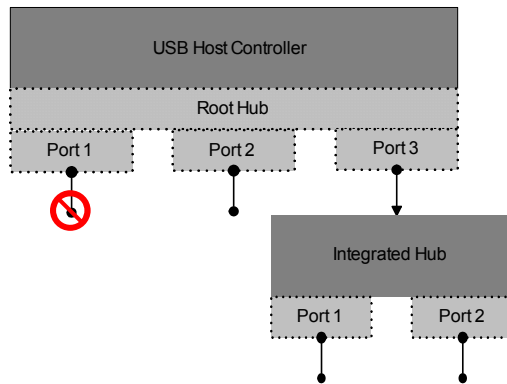 USB Host Controller
Root Hub
Port 1
Port 2
Port 3
Integrated Hub
Port 1
Port 2